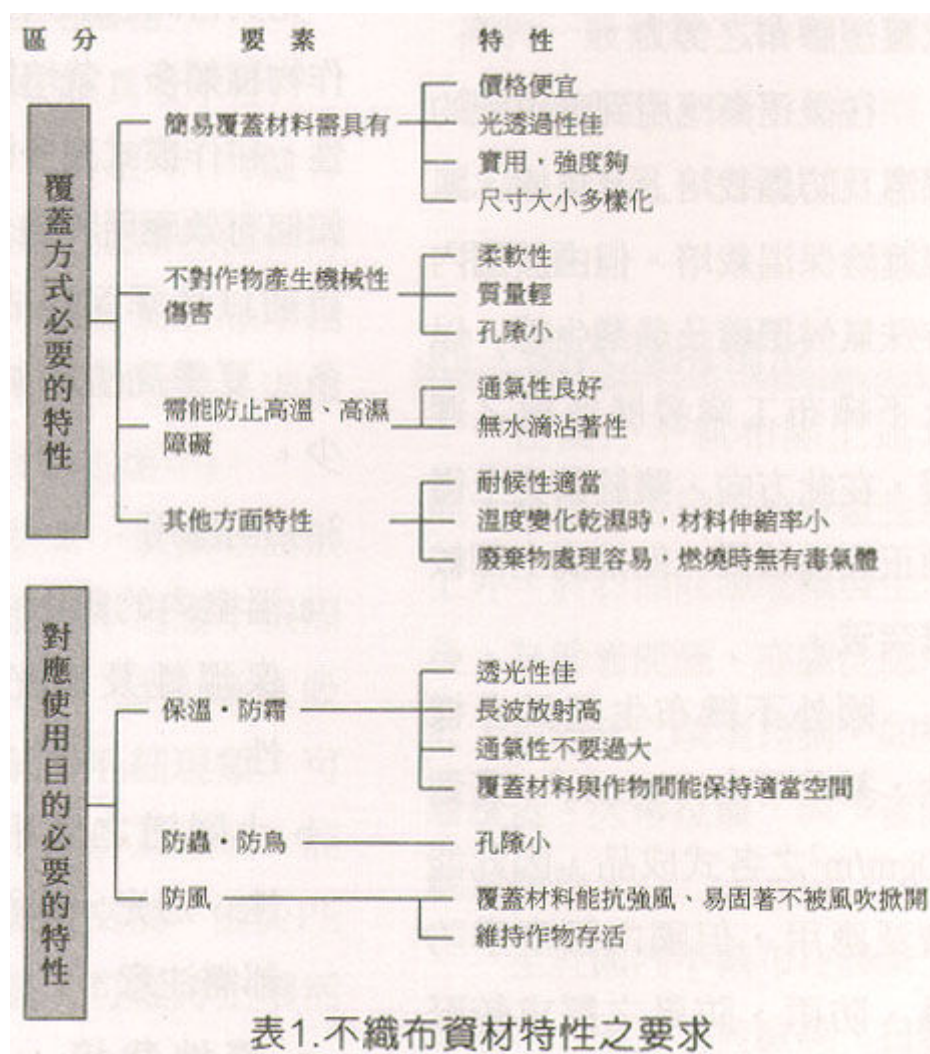 區分 要素 特性
覆蓋方式必要的特性
簡易覆蓋材料需具有
價格便宜
光透過性佳
實用，強度夠
尺寸大小多樣化
不對作物產生機械性
傷害
柔軟性
質量輕
孔隙小
需能防止高溫、高濕
障礙
通氣性良好
無水滴沾著性
其他方面特性
耐候性適當
溫度變化乾濕時，材料伸縮率小
廢棄物處理容易，燃燒時無有毒氣體
對應使用目的必要的特性
保溫·防霜
透光性佳
長波放射高
通氣性不要過大
覆蓋材料與作物間能保持適當空間
防蟲·防鳥
孔隙小
防風
覆蓋材料能抗強風、易固著不被風吹掀開
維持作物存活
表1.不織布資材特性之要求